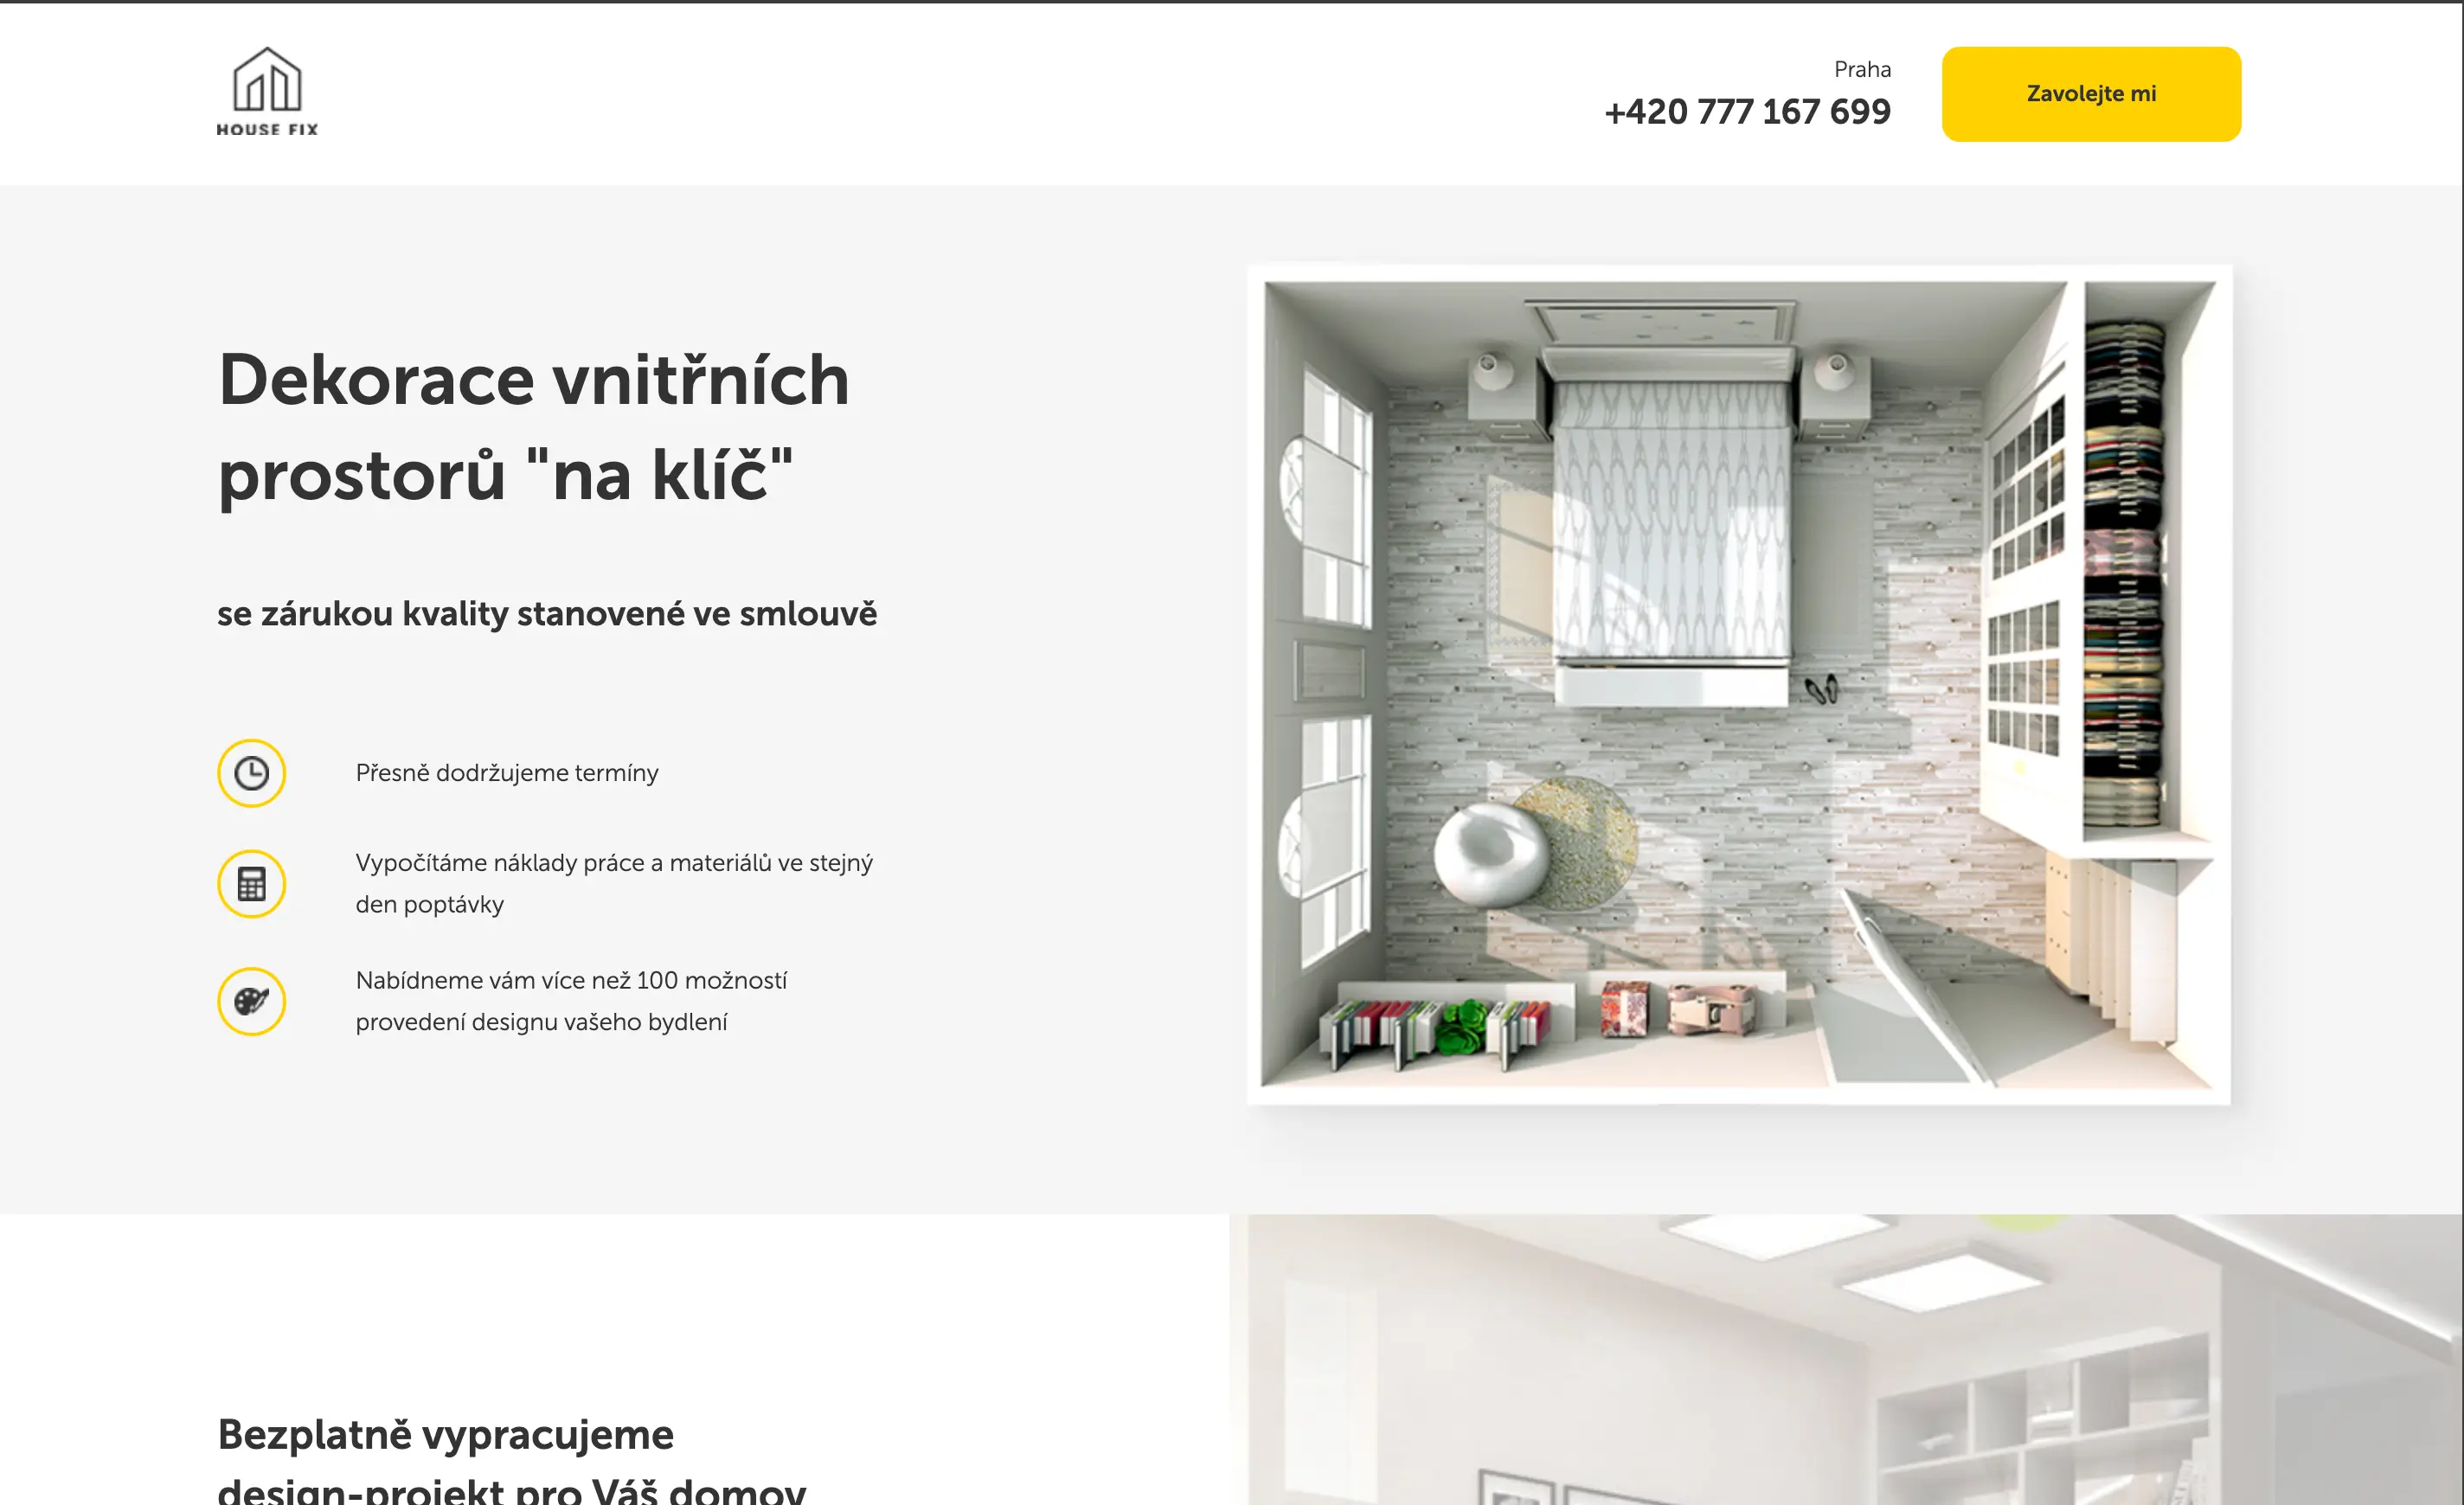 HOUSE FIX
Praha
+420 777 167 699
Zavolejte mi
Dekorace vnitřních
prostorů "na klíč"
se zárukou kvality stanovené ve smlouvě
Přesně dodržujeme termíny
Vypočítáme náklady práce a materiálů ve stejný
den poptávky
Nabídneme vám více než 100 možností
provedení designu vašeho bydlení
Bezplatně vypracujeme
design-projekt pro Váš domov